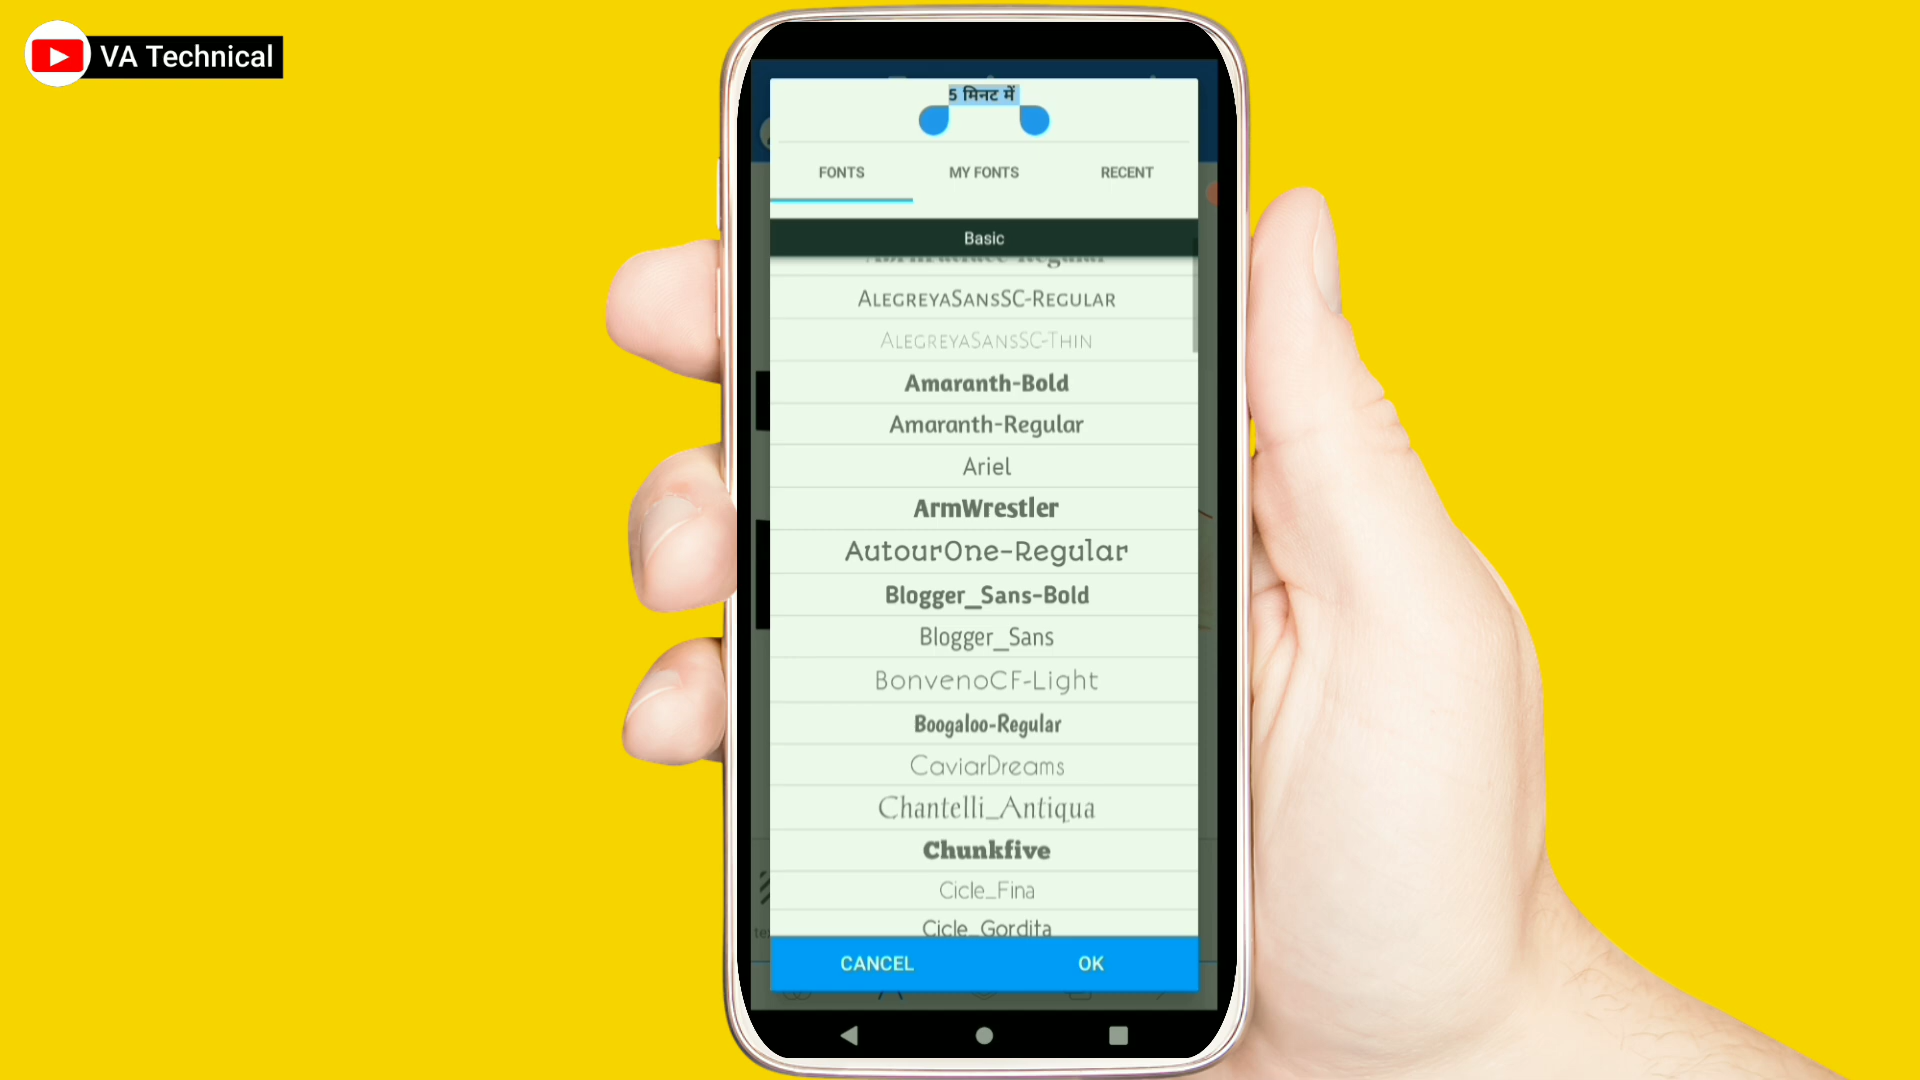 VA Technical
5 मिनट में
FONTS
MY FONTS
RECENT
Basic
AlegreyaSansSC-Regular
AlegreyaSansSC-Thin
Amaranth-Bold
Amaranth-Regular
Ariel
ArmWrestler
AutourOne-Regular
Blogger_Sans-Bold
Blogger_Sans
BonvenoCF-Light
Boogaloo-Regular
CaviarDreams
Chantelli_Antiqua
Chunkfive
Cicle_Fina
Cicle_Gordita
CANCEL
OK